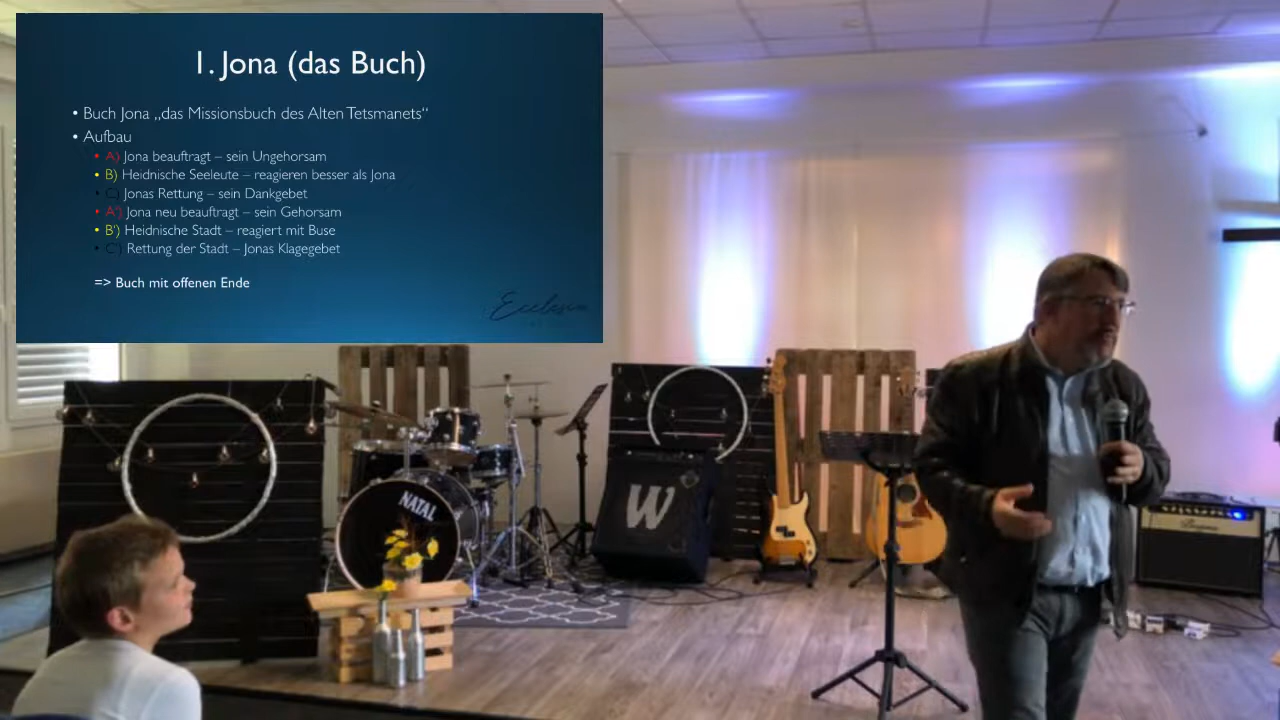 1. Jona (das Buch)
• Buch Jona „das Missionsbuch des Alten Tetsmanets“
• Aufbau
• A) Jona beauftragt – sein Ungehorsam
• B) Heidnische Seeleute – reagieren besser als Jona
• C) Jonas Rettung – sein Dankgebet
• A') Jona neu beauftragt – sein Gehorsam
• B') Heidnische Stadt – reagiert mit Buse
• C') Rettung der Stadt – Jonas Klagegebet
=> Buch mit offenen Ende
Ecclesia
NATAL
W